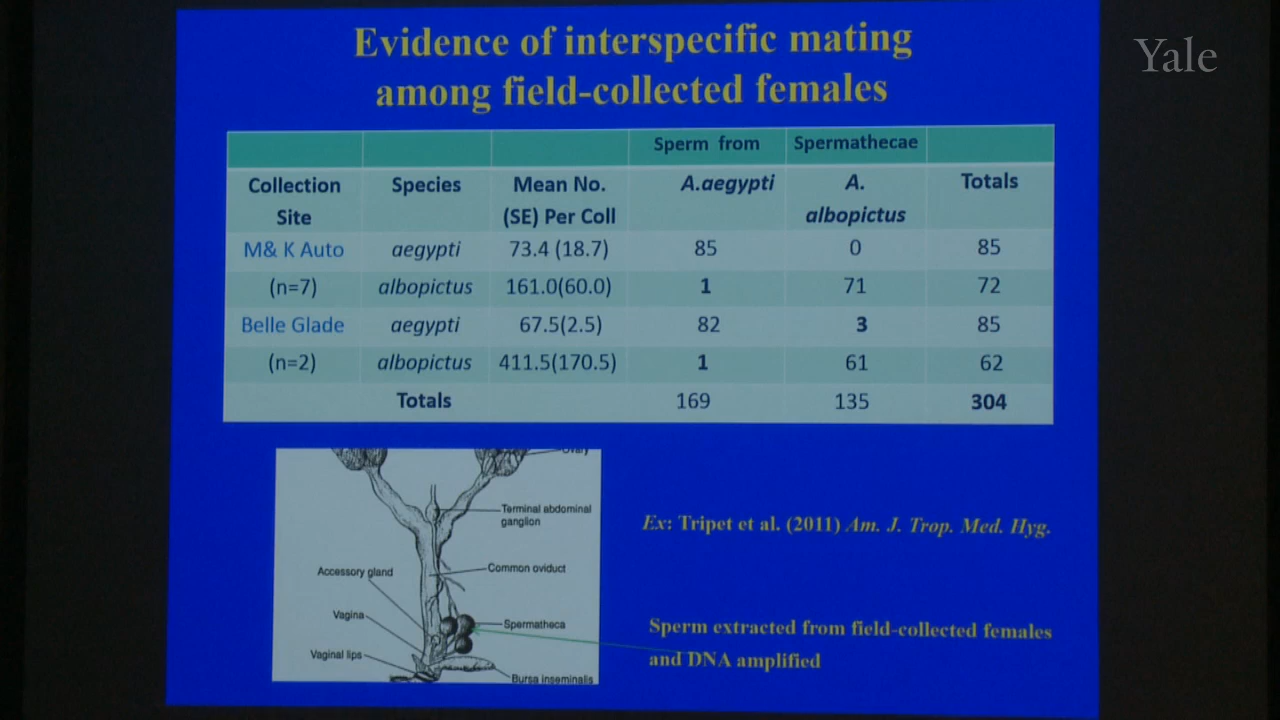 Evidence of interspecific mating
among field-collected females
Yale
Sperm from Spermathecae
Collection Site Species Mean No. (SE) Per Coll A.aegypti A. albopictus Totals
M& K Auto aegypti 73.4 (18.7) 85 0 85
(n=7) albopictus 161.0(60.0) 1 71 72
Belle Glade aegypti 67.5(2.5) 82 3 85
(n=2) albopictus 411.5(170.5) 1 61 62
Totals 169 135 304
Ovary
Terminal abdominal
ganglion
Accessory gland
Common oviduct
Vagina
Spermatheca
Vaginal lips
Bursa inseminalis
Ex: Tripet et al. (2011) Am. J. Trop. Med. Hyg.
Sperm extracted from field-collected females
and DNA amplified